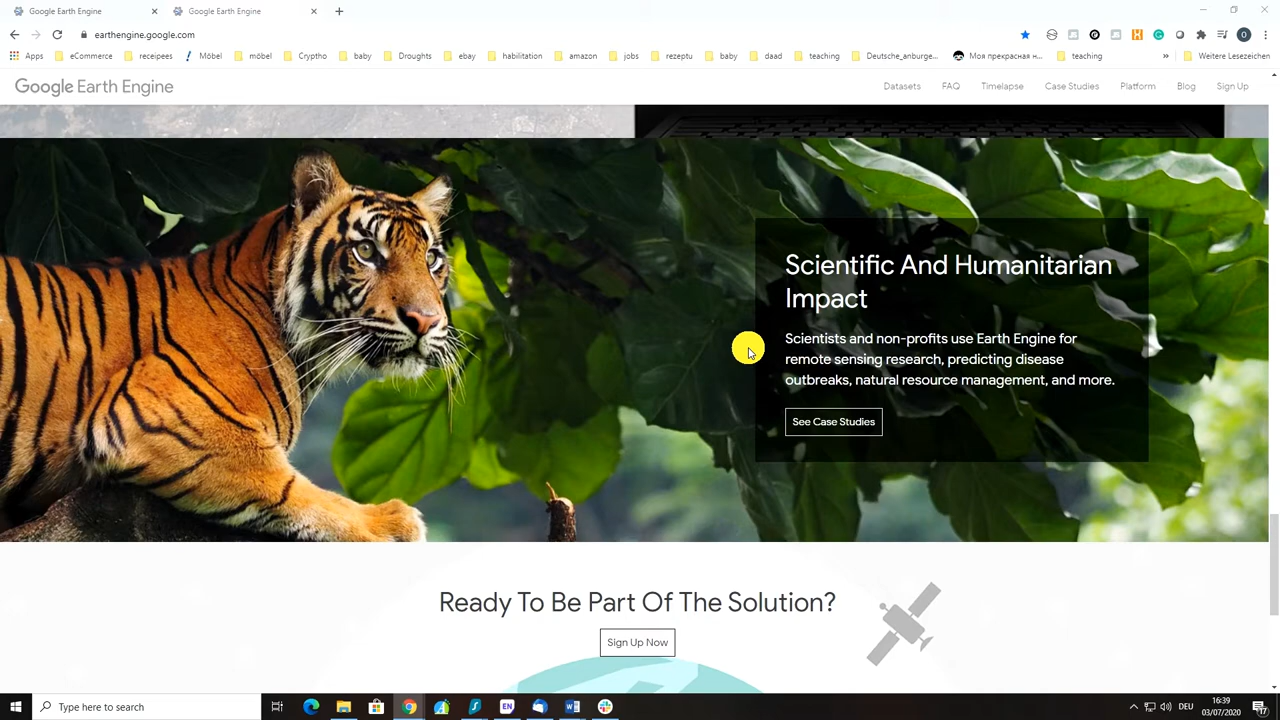 Google Earth Engine
Google Earth Engine
earthengine.google.com
Apps eCommerce receipees Möbel möbel Cryptho baby Droughts ebay habilitation amazon jobs rezeptu baby daad teaching Deutsche_anburge... Моя прекрасная н... teaching » Weitere Lesezeichen
Google Earth Engine
Datasets FAQ Timelapse Case Studies Platform Blog Sign Up
Scientific And Humanitarian
Impact
Scientists and non-profits use Earth Engine for
remote sensing research, predicting disease
outbreaks, natural resource management, and more.
See Case Studies
Ready To Be Part Of The Solution?
Sign Up Now
Type here to search
EN
DEU
16:39
03/07/2020
17